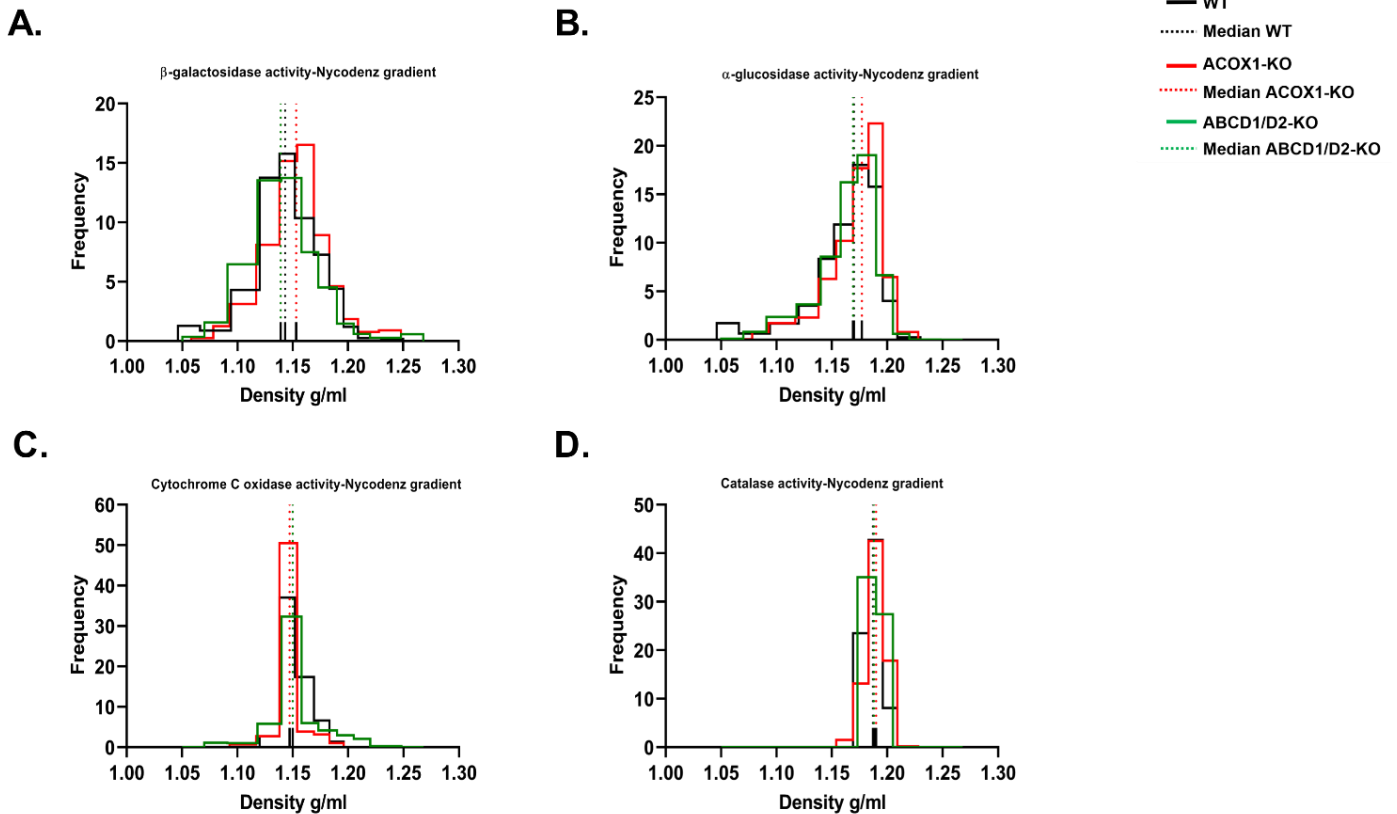 A.
β-galactosidase activity-Nycodenz gradient
Frequency
20
15
10
5
0
1.00 1.05 1.10 1.15 1.20 1.25 1.30
Density g/ml
B.
α-glucosidase activity-Nycodenz gradient
Frequency
25
20
15
10
5
0
1.00 1.05 1.10 1.15 1.20 1.25 1.30
Density g/ml
WT
Median WT
ACOX1-KO
Median ACOX1-KO
ABCD1/D2-KO
Median ABCD1/D2-KO
C.
Cytochrome C oxidase activity-Nycodenz gradient
Frequency
60
50
40
30
20
10
0
1.00 1.05 1.10 1.15 1.20 1.25 1.30
Density g/ml
D.
Catalase activity-Nycodenz gradient
Frequency
50
40
30
20
10
0
1.00 1.10 1.15 1.20 1.25 1.30
Density g/ml